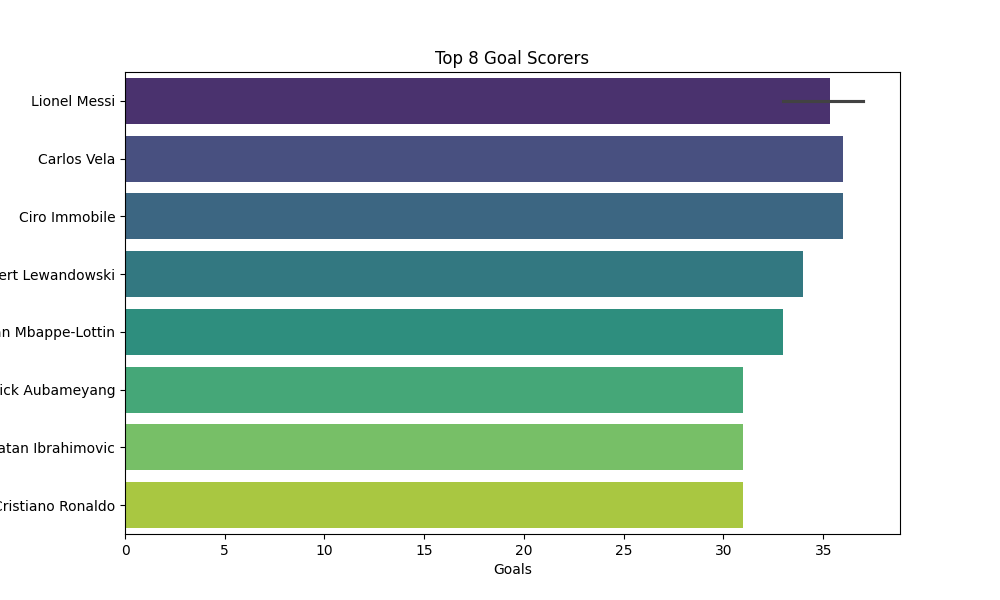 Top 8 Goal Scorers
Lionel Messi
Carlos Vela
Ciro Immobile
ert Lewandowski
n Mbappe-Lottin
ick Aubameyang
atan Ibrahimovic
Cristiano Ronaldo
0 5 10 15 20 25 30 35
Goals